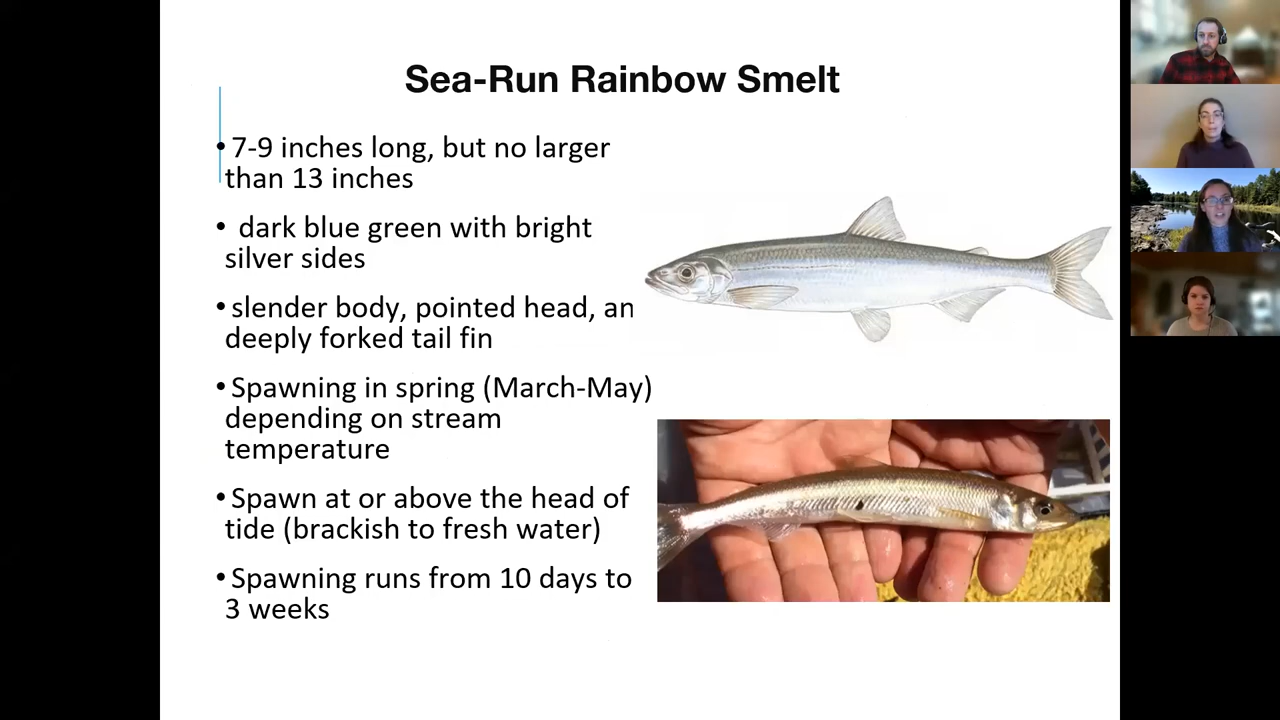 Sea-Run Rainbow Smelt
• 7-9 inches long, but no larger
than 13 inches
• dark blue green with bright
silver sides
• slender body, pointed head, an
deeply forked tail fin
• Spawning in spring (March-May)
depending on stream
temperature
• Spawn at or above the head of
tide (brackish to fresh water)
• Spawning runs from 10 days to
3 weeks